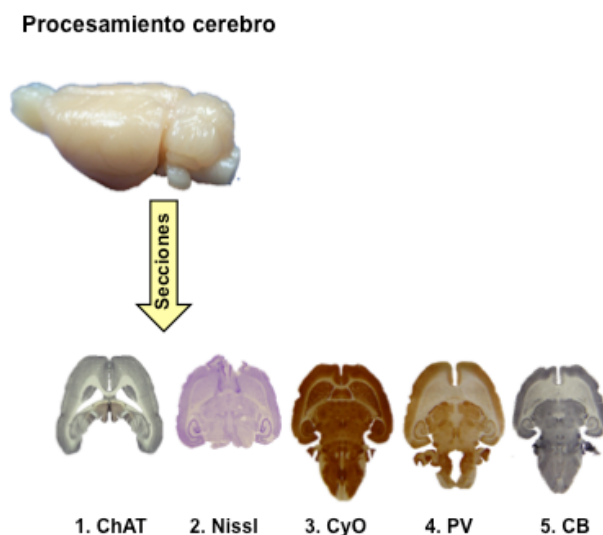 Procesamiento cerebro
Secciones
1. ChAT 2. Nissl 3. CyO 4. PV 5. CB